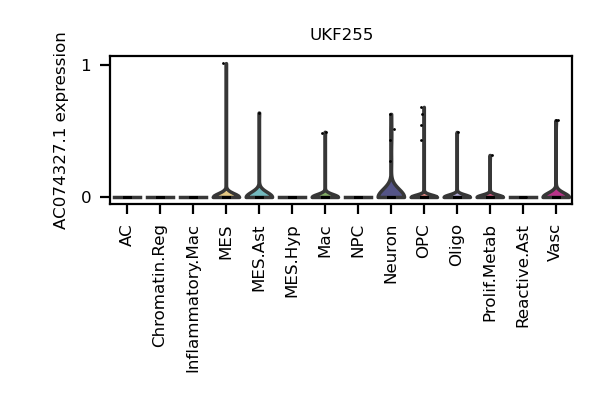 UKF255
AC074327.1 expression
1
0
AC
Chromatin.Reg
Inflammatory.Mac
MES
MES.Ast
MES.Hyp
Mac
NPC
Neuron
OPC
Oligo
Prolif.Metab
Reactive.Ast
Vasc